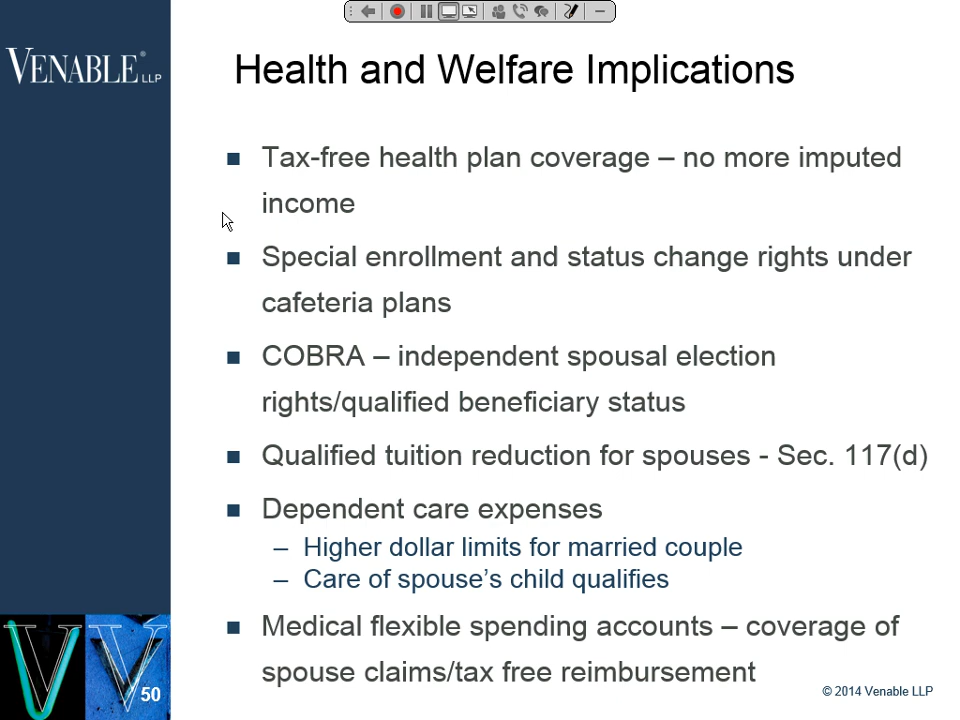 VENABLE® LLP
Health and Welfare Implications
Tax-free health plan coverage – no more imputed
income
Special enrollment and status change rights under
cafeteria plans
COBRA – independent spousal election
rights/qualified beneficiary status
Qualified tuition reduction for spouses - Sec. 117(d)
Dependent care expenses
– Higher dollar limits for married couple
– Care of spouse's child qualifies
Medical flexible spending accounts – coverage of
spouse claims/tax free reimbursement
50
© 2014 Venable LLP